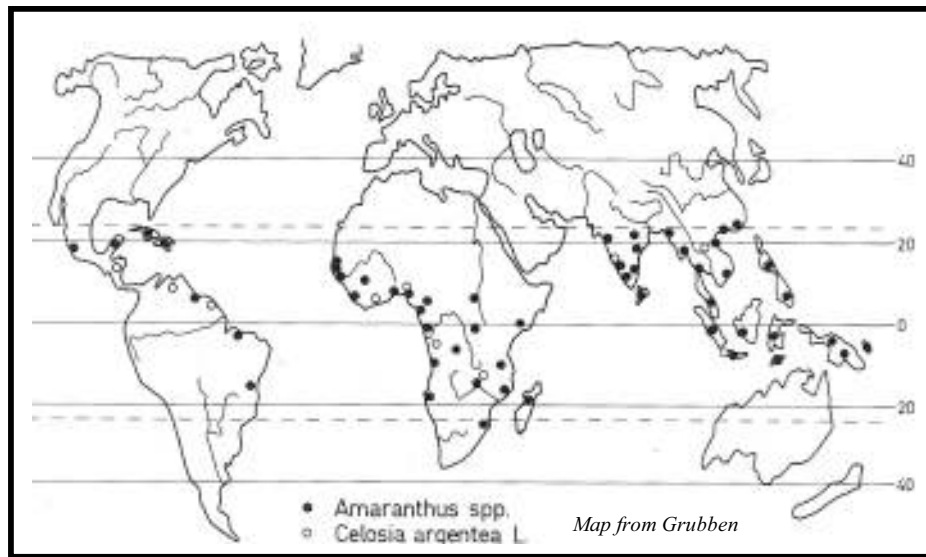 40
20
0
20
40
● Amaranthus spp.
○ Celosia argentea L.
Map from Grubben